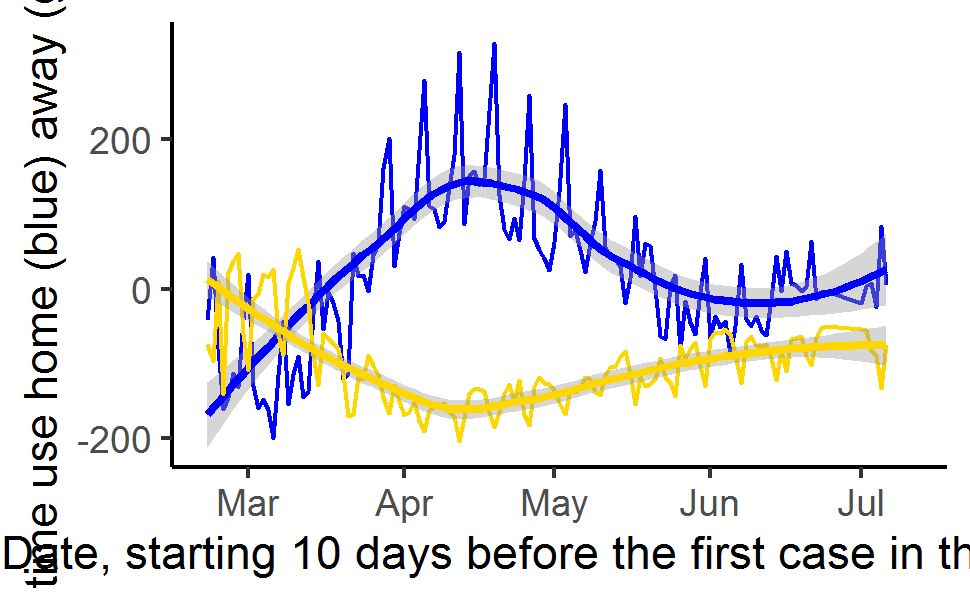 time use home (blue) away (
200
0
-200
Mar Apr May Jun Jul
Date, starting 10 days before the first case in th